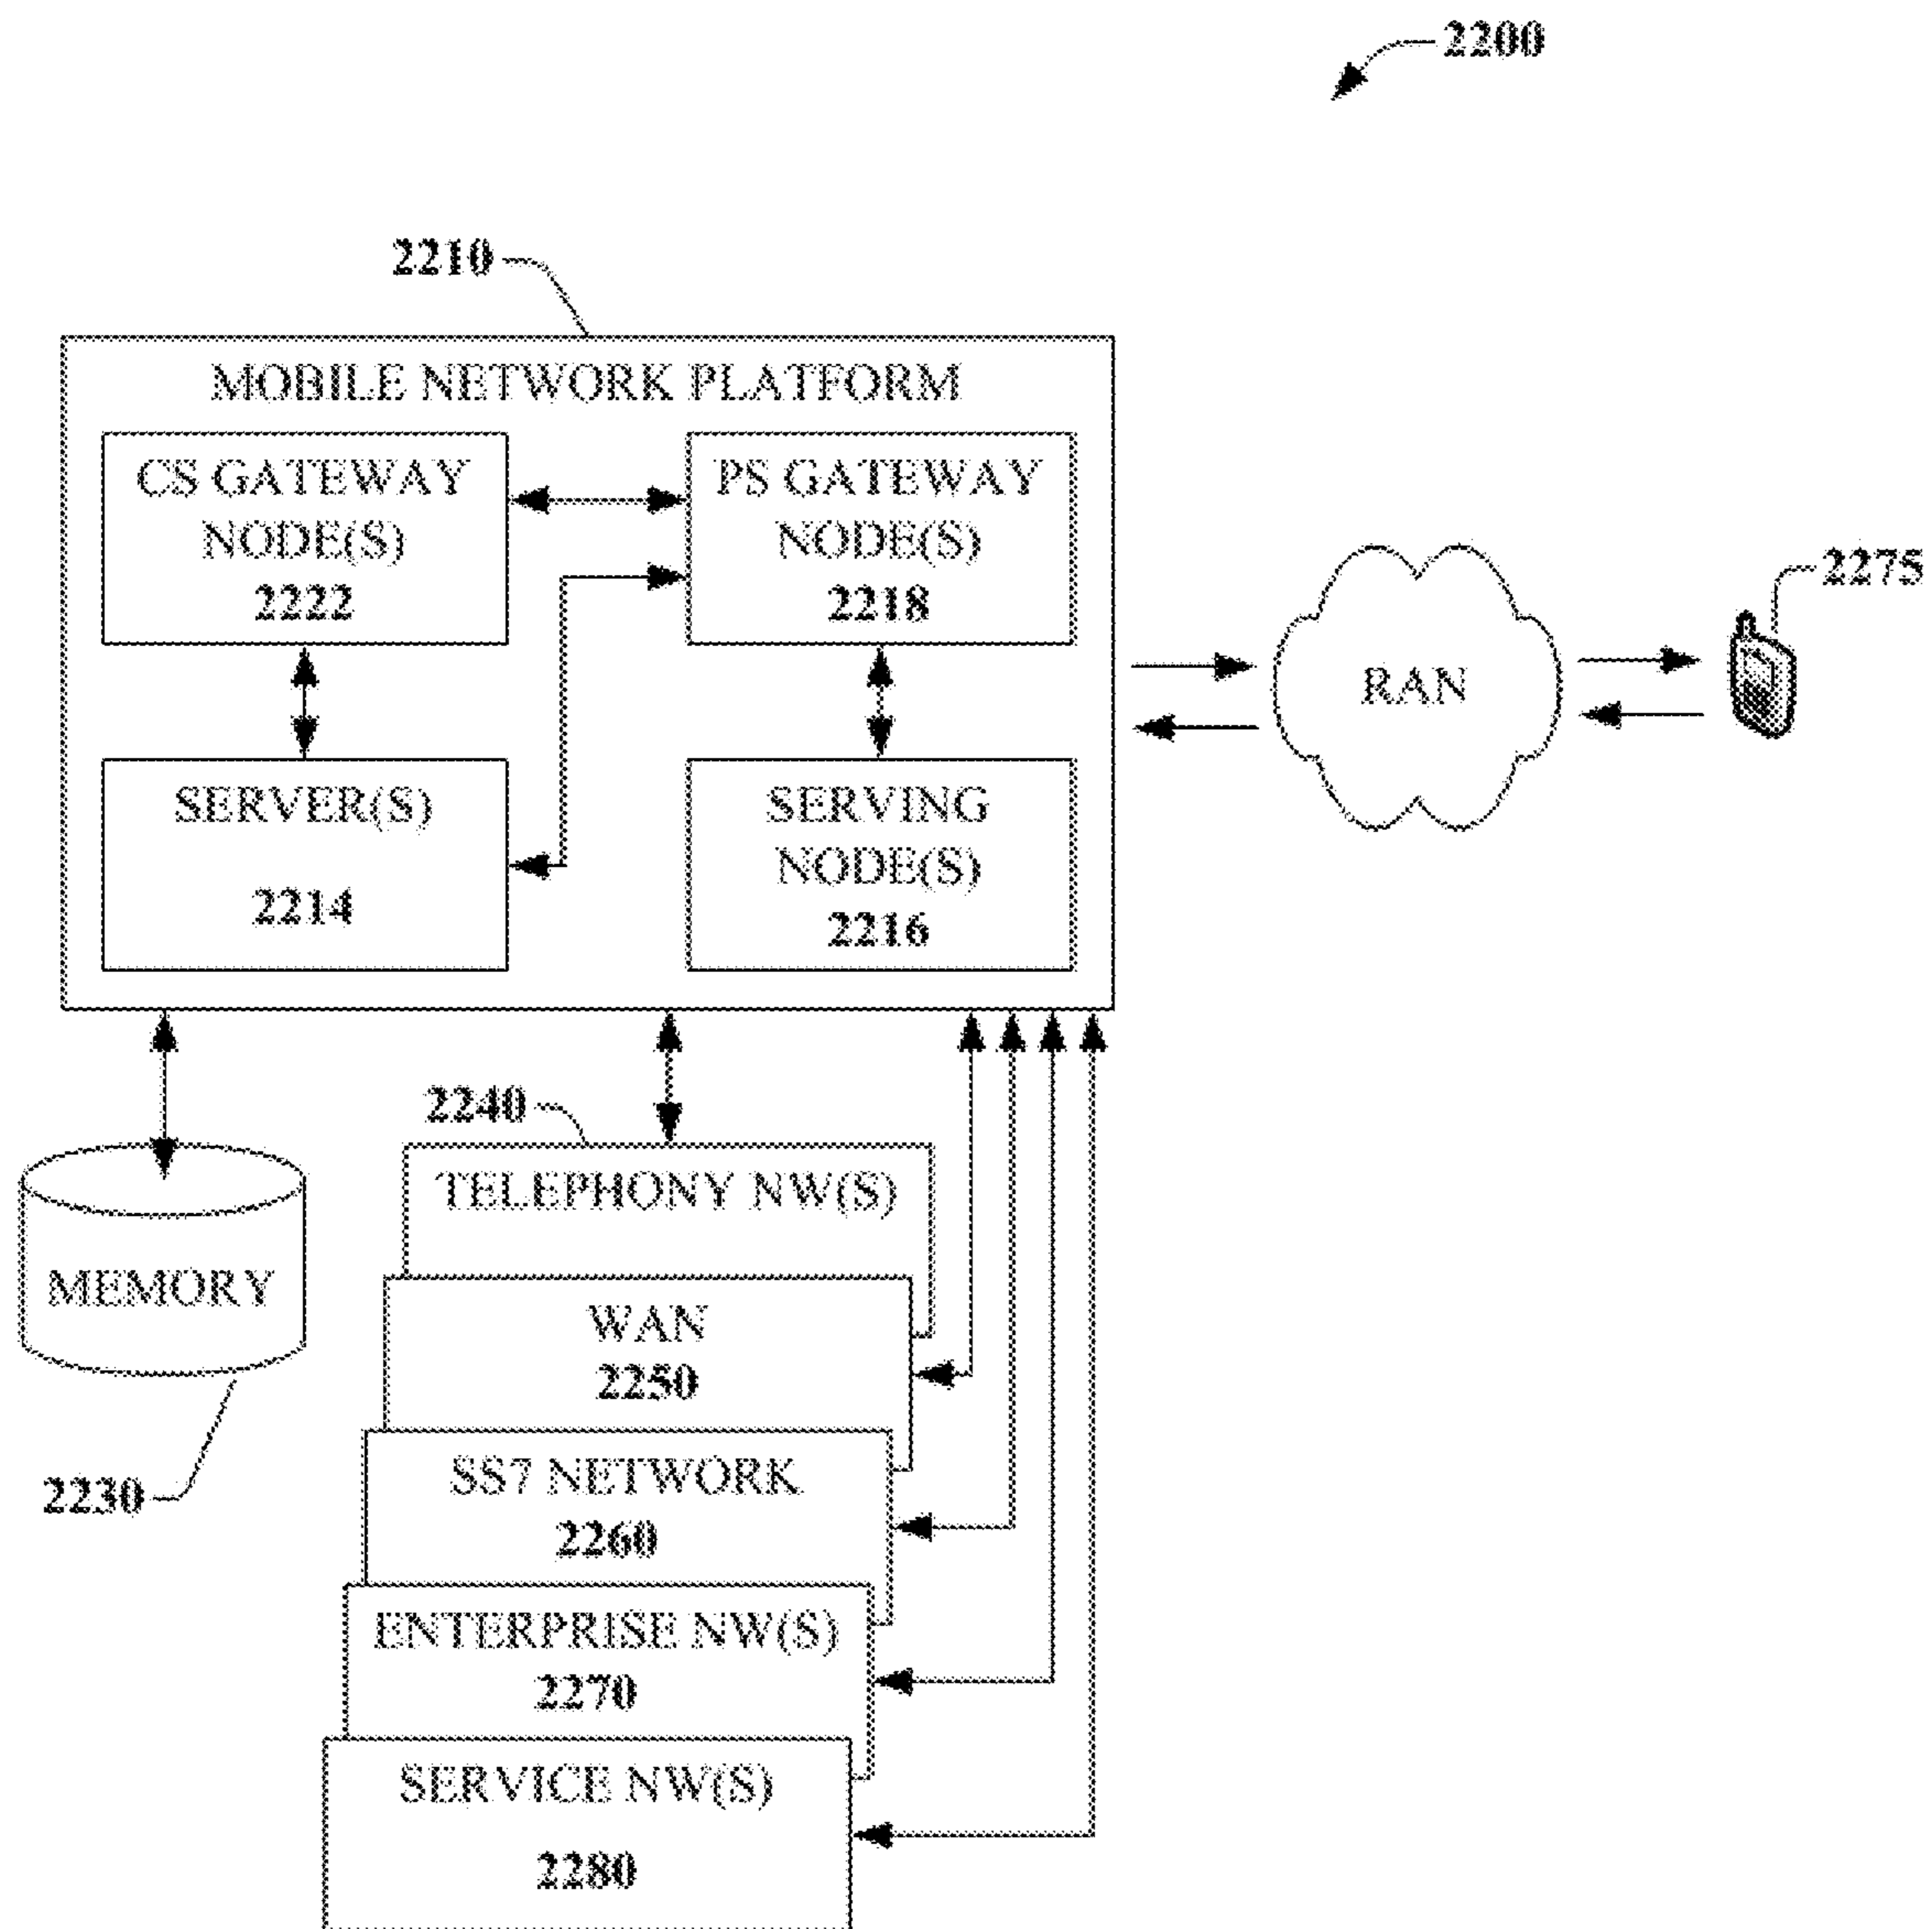 2200
2210
MOBILE NETWORK PLATFORM
CS GATEWAY
NODE(S)
2222
PS GATEWAY
NODE(S)
2218
SERVER(S)
2214
SERVING
NODE(S)
2216
RAN
2275
2240
TELEPHONY NW(S)
MEMORY
2230
WAN
2250
SS7 NETWORK
2260
ENTERPRISE NW(S)
2270
SERVICE NW(S)
2280